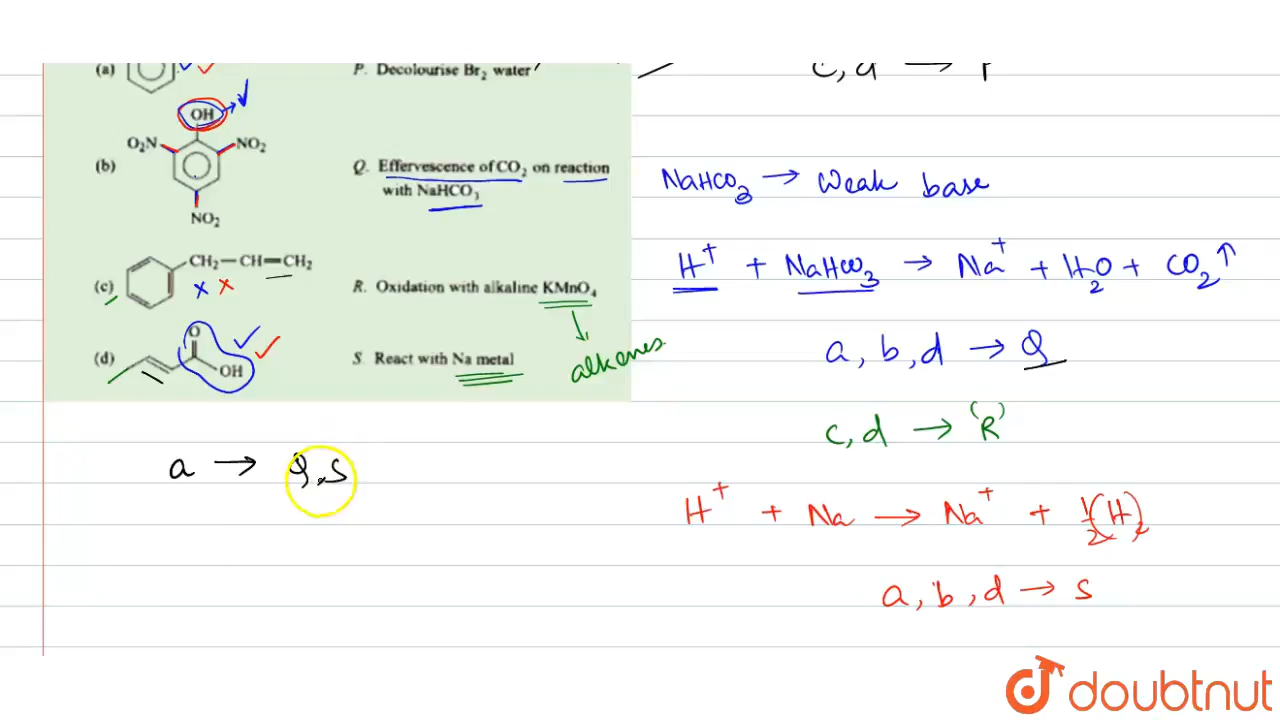 (a)
P. Decolourise Br2 water
c, d →
OH
O2N
NO2
(b)
Q. Effervescence of CO2 on reaction
with NaHCO3
NO2
NaHCO3 → Weak base
CH2—CH=CH2
H+ + NaHCO3 → Na+ + H2O + CO2 ↑
(c)
R. Oxidation with alkaline KMnO4
O
(d)
OH
S React with Na metal
alkenes
a, b, d → Q
c, d → (R)
a → Q,S
H+ + Na → Na+ + 1/2(H)2
a, b, d → S
doubtnut